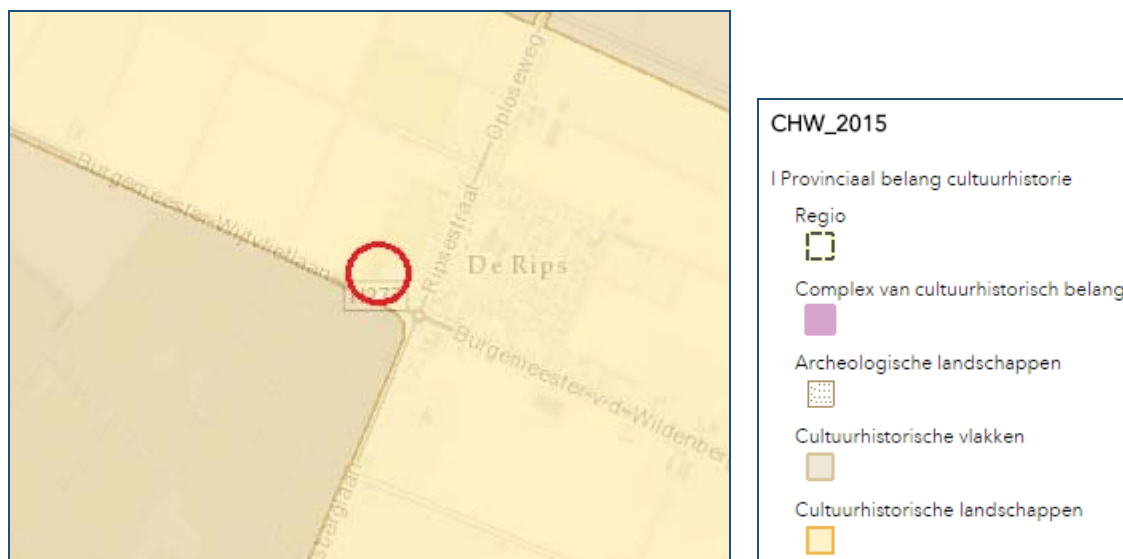 Oploseweg
Burgemeester-Wijtvlietlaan
Ripsestraat
De Rips
N277
Burgemeester-v-d-Wildenberg
CHW_2015
I Provinciaal belang cultuurhistorie
Regio
Complex van cultuurhistorisch belang
Archeologische landschappen
Cultuurhistorische vlakken
Cultuurhistorische landschappen